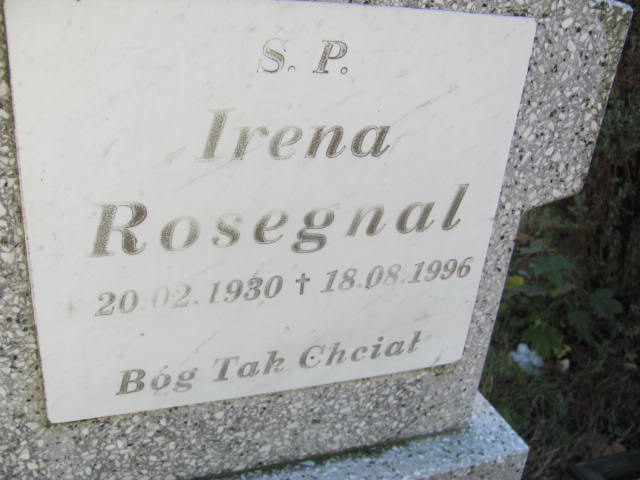 Ś. P.
Irena
Rosegnal
* 20.02.1930 † 18.08.1996
Bóg Tak Chciał